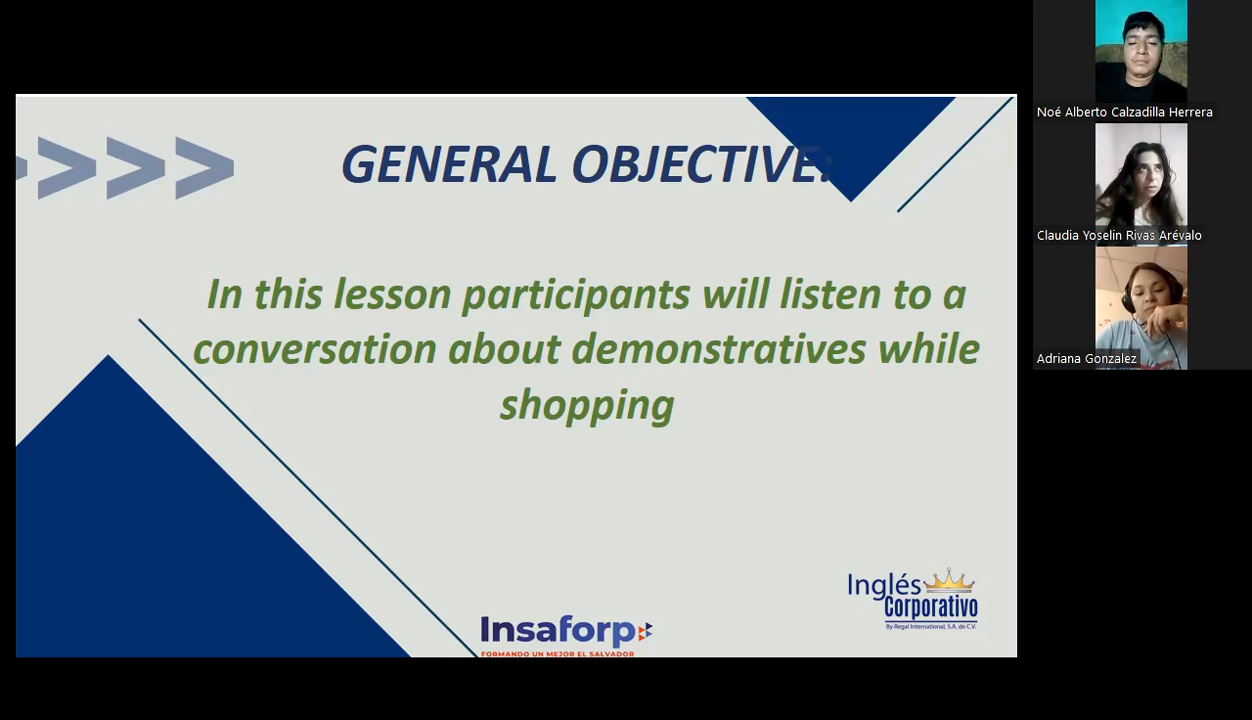 GENERAL OBJECTIVE:
In this lesson participants will listen to a
conversation about demonstratives while
shopping
Inglés
Corporativo
By Regal International, S.A. de C.V.
Insaforp
FORMANDO UN MEJOR EL SALVADOR
Noé Alberto Calzadilla Herrera
Claudia Yoselin Rivas Arévalo
Adriana Gonzalez